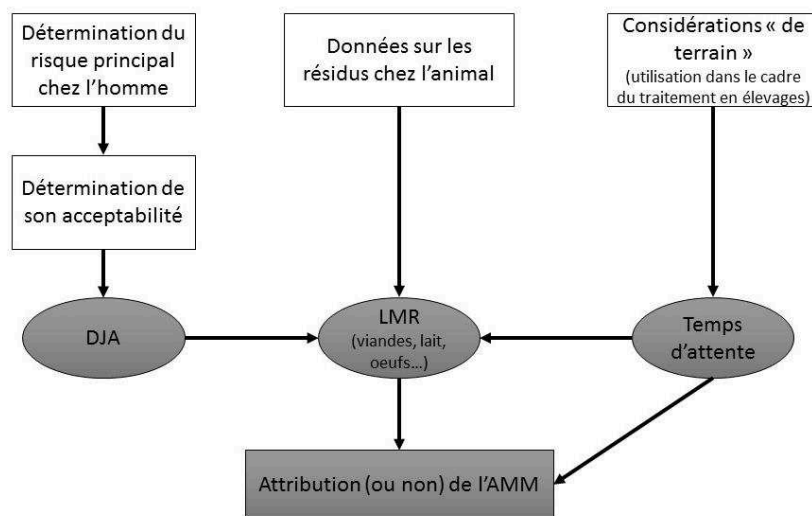 Détermination du
risque principal
chez l'homme
Données sur les
résidus chez l'animal
Considérations « de
terrain »
(utilisation dans le cadre
du traitement en élevages)
Détermination de
son acceptabilité
DJA
LMR
(viandes, lait,
oeufs...)
Temps
d'attente
Attribution (ou non) de l'AMM